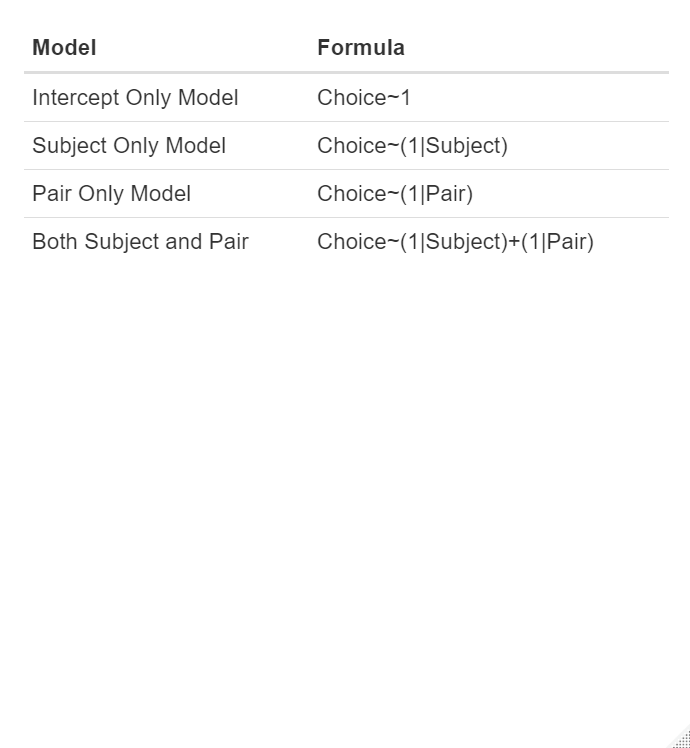 Model Formula
Intercept Only Model Choice~1
Subject Only Model Choice~(1|Subject)
Pair Only Model Choice~(1|Pair)
Both Subject and Pair Choice~(1|Subject)+(1|Pair)